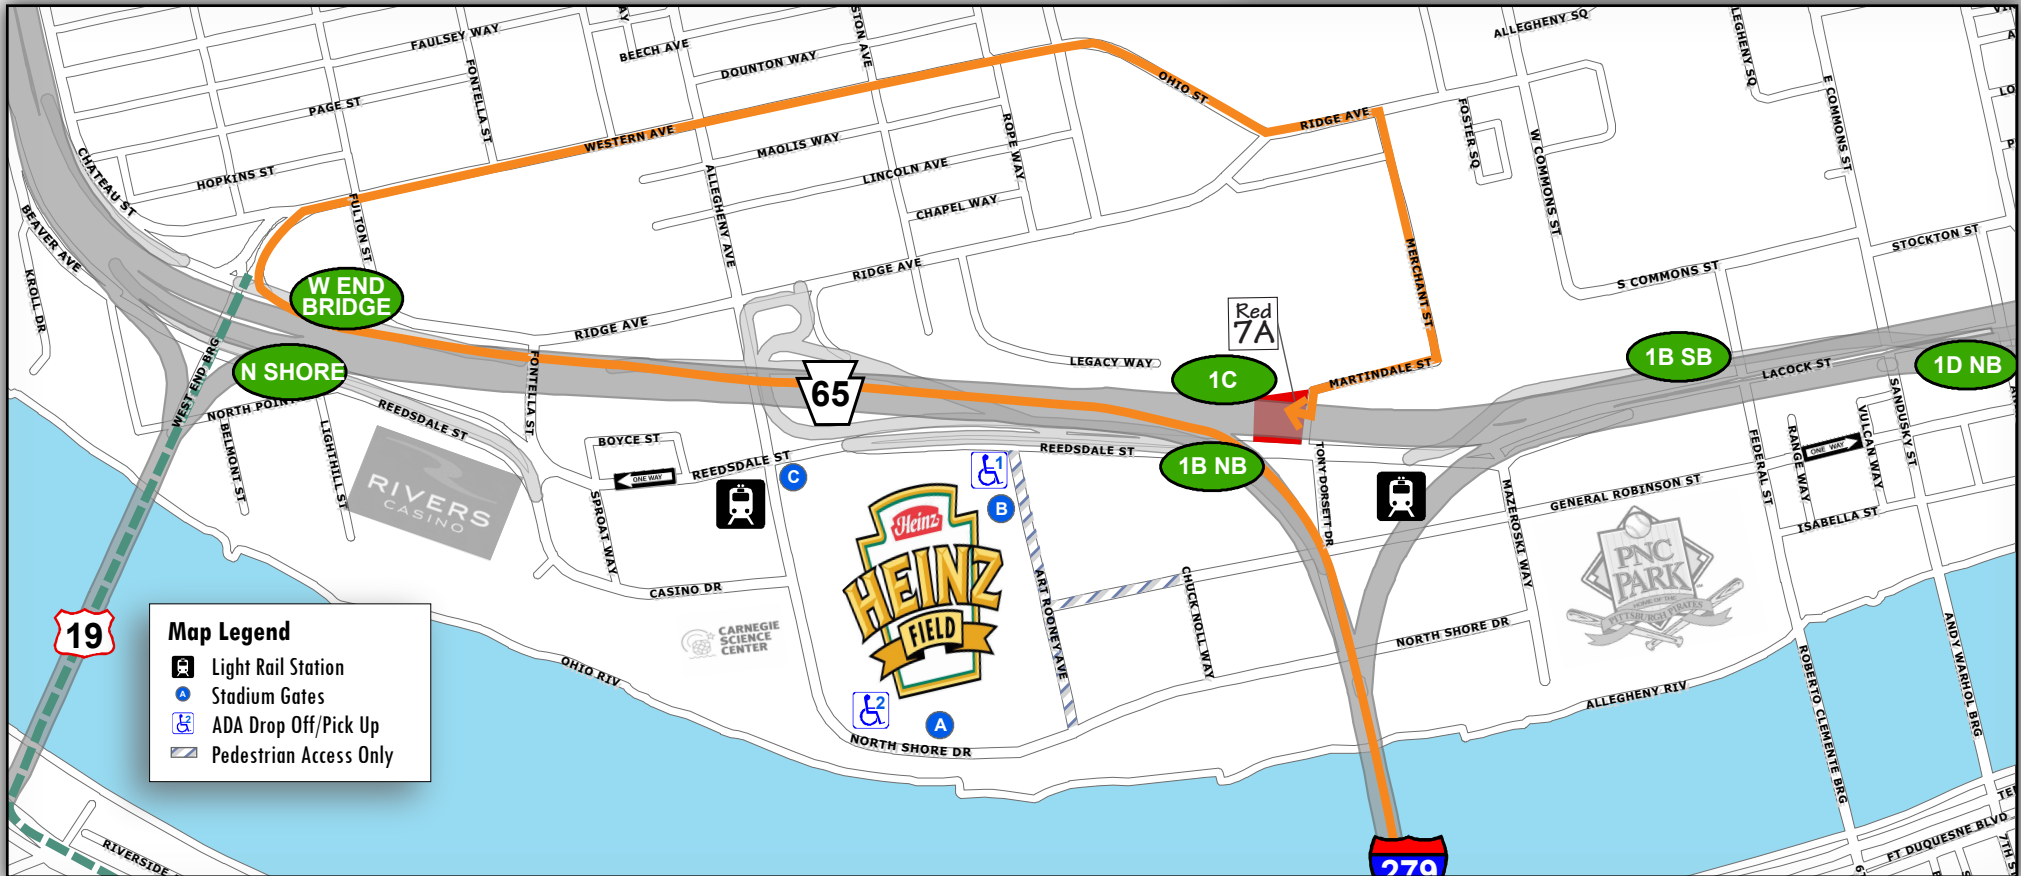 FAULSEY WAY
BEECH AVE
DOUNTON WAY
ALLEGHENY SQ
PAGE ST
FONTELLA ST
WESTERN AVE
OHIO ST
RIDGE AVE
FOSTER SQ
E COMMONS ST
W COMMONS ST
CHATEAU ST
HOPKINS ST
MAOLIS WAY
ROPE WAY
LINCOLN AVE
CHAPEL WAY
ALLEGHENY AVE
FULTON ST
BEAVER AVE
KROLL DR
RIDGE AVE
RIDGE AVE
LEGACY WAY
MERCHANT ST
MARTINDALE ST
S COMMONS ST
STOCKTON ST
LACOCK ST
W END
BRIDGE
N SHORE
65
Red
7A
1C
1B NB
1B SB
1D NB
WEST END BRG
BELMONT ST
LIGHTHILL ST
REEDSDALE ST
FONTELLA ST
BOYCE ST
ONE WAY
REEDSDALE ST
REEDSDALE ST
SPROAT WAY
CASINO DR
RIVERS
CASINO
C
1
B
Heinz
HEINZ
FIELD
2
A
ART ROONEY AVE
CHUCK NOLL WAY
TONY DORSETT DR
MAZEROSKI WAY
GENERAL ROBINSON ST
FEDERAL ST
RANGE WAY
ONE WAY
VULCAN WAY
SANDUSKY ST
ISABELLA ST
PNC
PARK
HOME OF THE
PITTSBURGH PIRATES
NORTH SHORE DR
NORTH SHORE DR
CARNEGIE
SCIENCE
CENTER
OHIO RIV
ALLEGHENY RIV
ROBERTO CLEMENTE BRG
ANDY WARHOL BRG
FT DUQUESNE BLVD
RIVERSIDE
19
279
Map Legend
Light Rail Station
A Stadium Gates
2 ADA Drop Off/Pick Up
Pedestrian Access Only